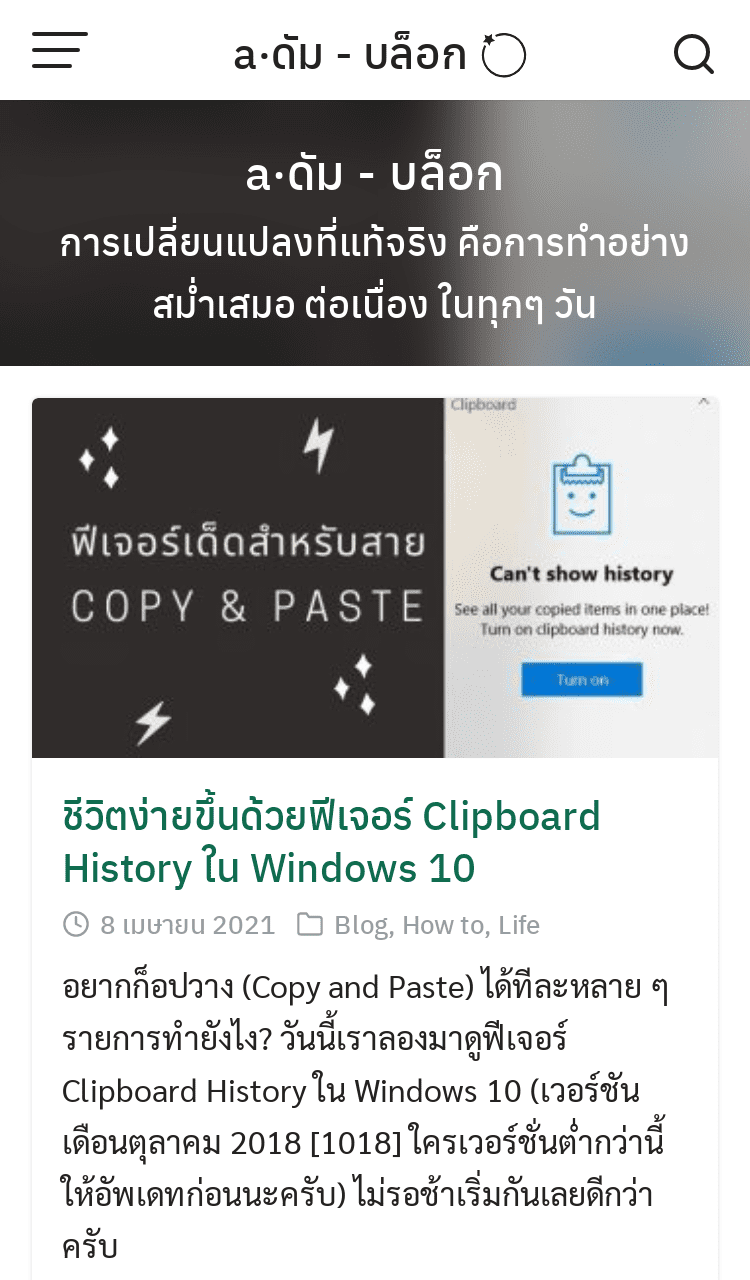 a·ดัม - บล็อก
a·ดัม - บล็อก
การเปลี่ยนแปลงที่แท้จริง คือการทำอย่าง
สม่ำเสมอ ต่อเนื่อง ในทุกๆ วัน
ฟีเจอร์เด็ดสำหรับสาย
COPY & PASTE
Clipboard
Can't show history
See all your copied items in one place!
Turn on clipboard history now.
Turn on
ชีวิตง่ายขึ้นด้วยฟีเจอร์ Clipboard
History ใน Windows 10
8 เมษายน 2021 Blog, How to, Life
อยากก็อปวาง (Copy and Paste) ได้ทีละหลาย ๆ
รายการทำยังไง? วันนี้เราลองมาดูฟีเจอร์
Clipboard History ใน Windows 10 (เวอร์ชัน
เดือนตุลาคม 2018 [1018] ใครเวอร์ชั่นต่ำกว่านี้
ให้อัพเดทก่อนนะครับ) ไม่รอช้าเริ่มกันเลยดีกว่า
ครับ